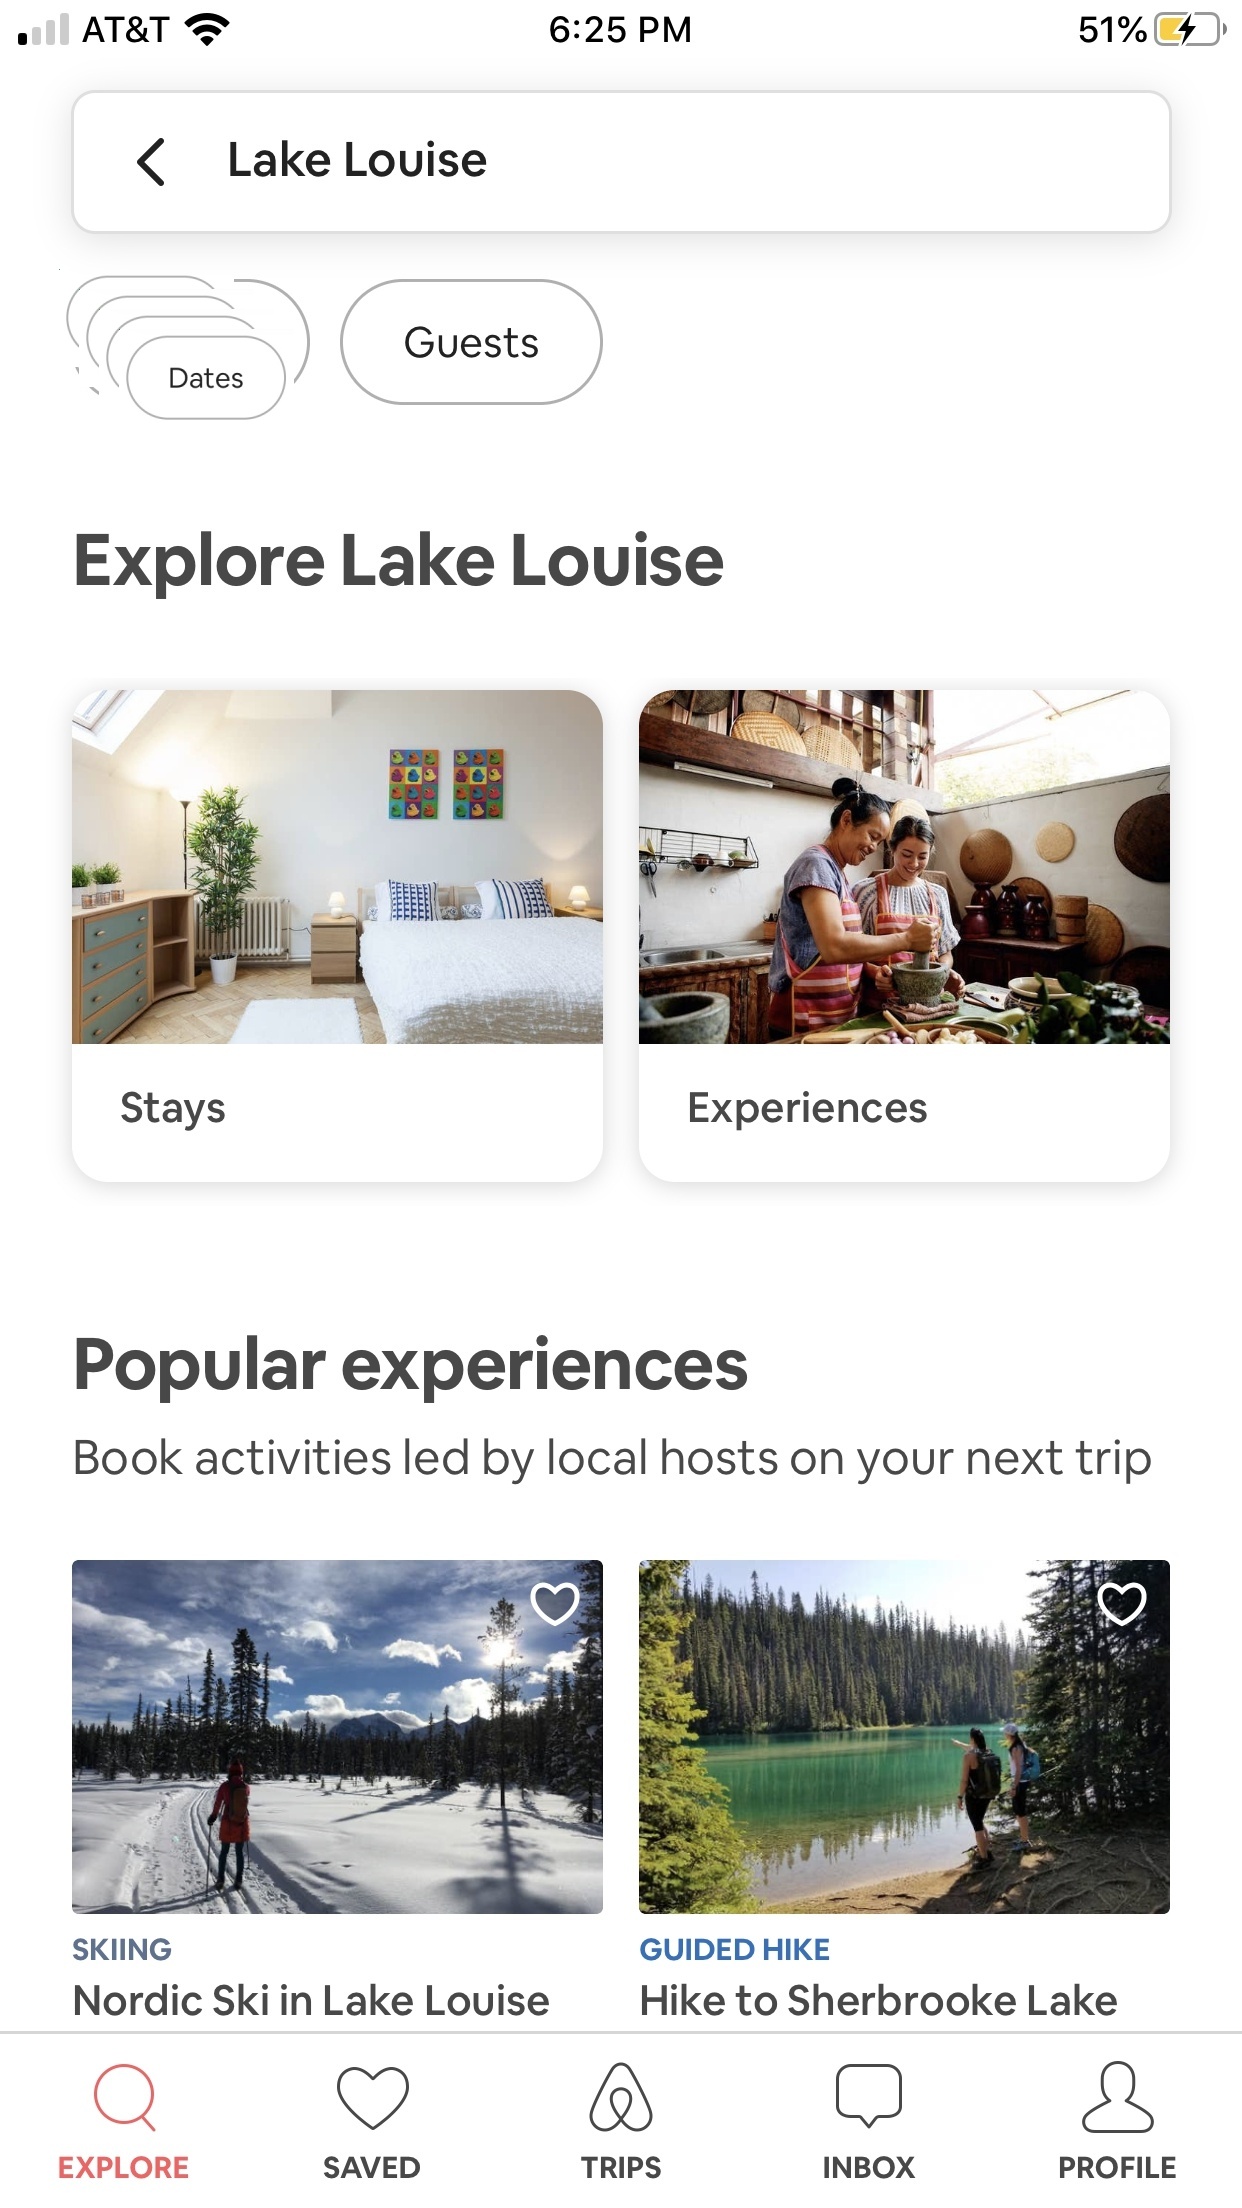 AT&T 6:25 PM 51%
Lake Louise
Dates Guests
Explore Lake Louise
Stays Experiences
Popular experiences
Book activities led by local hosts on your next trip
SKIING GUIDED HIKE
Nordic Ski in Lake Louise Hike to Sherbrooke Lake
EXPLORE SAVED TRIPS INBOX PROFILE